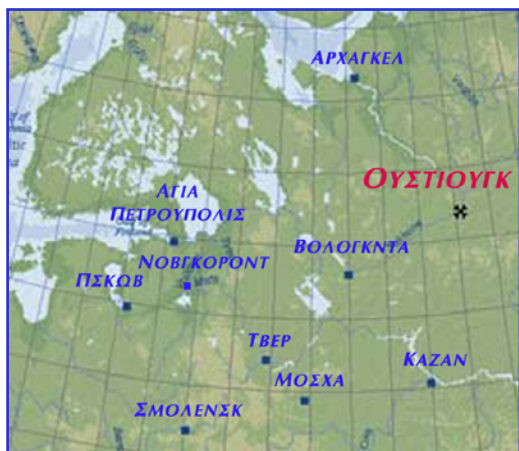 ΑΡΧΑΓΚΕΛ
ΟΥΣΤΙΟΥΓΚ
ΑΓΙΑ
ΠΕΤΡΟΥΠΟΛΙΣ
ΒΟΛΟΓΚΝΤΑ
ΝΟΒΓΚΟΡΟΝΤ
ΠΣΚΩΒ
ΤΒΕΡ
ΚΑΖΑΝ
ΜΟΣΧΑ
ΣΜΟΛΕΝΣΚ